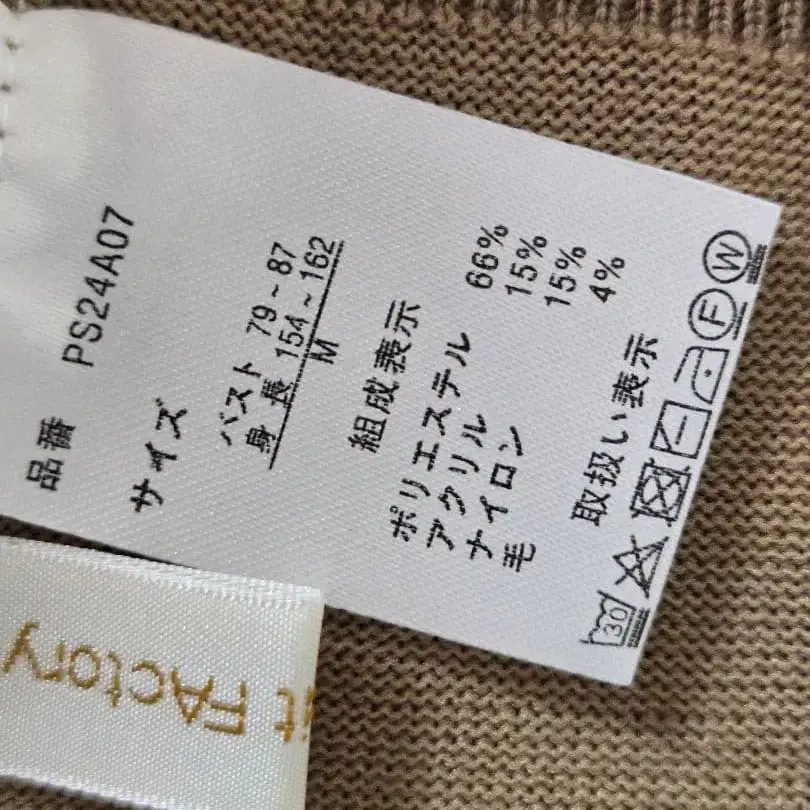 品番 PS24A07
サイズ
バスト 79~87
身長 154~162
M
組成表示
ポリエステル 66%
アクリル 15%
ナイロン 15%
毛 4%
取扱い表示
30 F W
it FActory